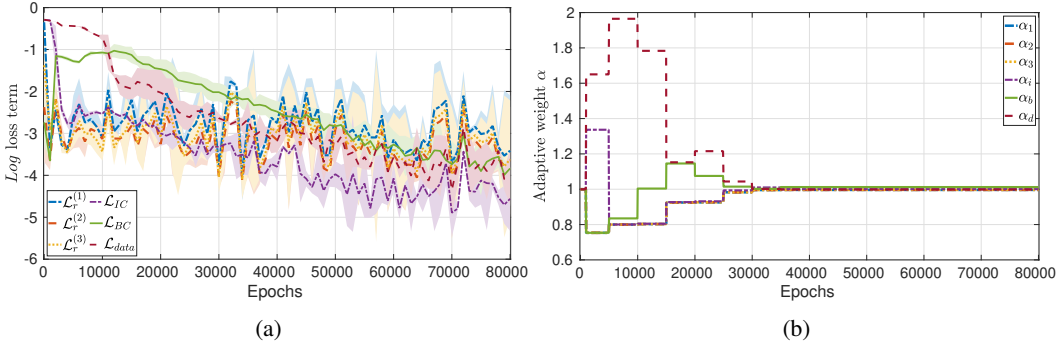 0
-1
-2
-3
-4
-5
-6
Log loss term
0 10000 20000 30000 40000 50000 60000 70000 80000
Epochs
ℒ_r^(1) ℒ_IC
ℒ_r^(2) ℒ_BC
ℒ_r^(3) ℒ_data
(a)
2
1.8
1.6
1.4
1.2
1
0.8
0.6
Adaptive weight α
0 10000 20000 30000 40000 50000 60000 70000 80000
Epochs
α_1
α_2
α_3
α_i
α_b
α_d
(b)